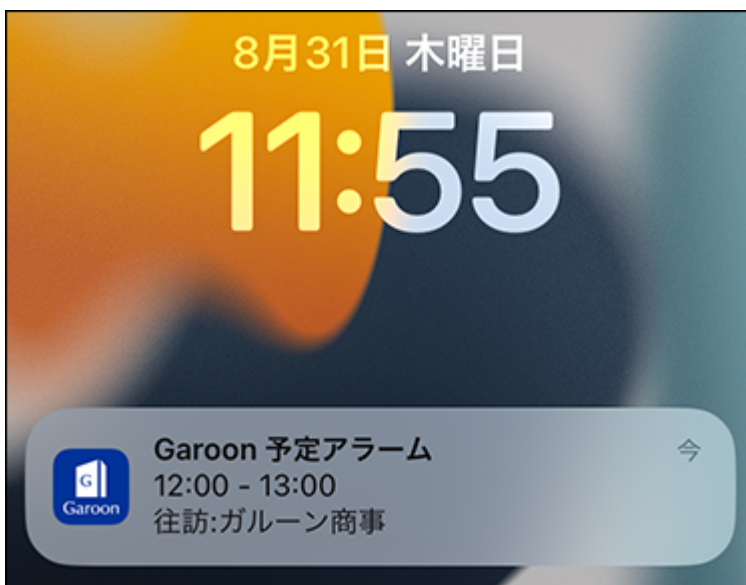 8月31日 木曜日
11:55
Garoon 予定アラーム
今
12:00 - 13:00
往訪:ガルーン商事
G
Garoon